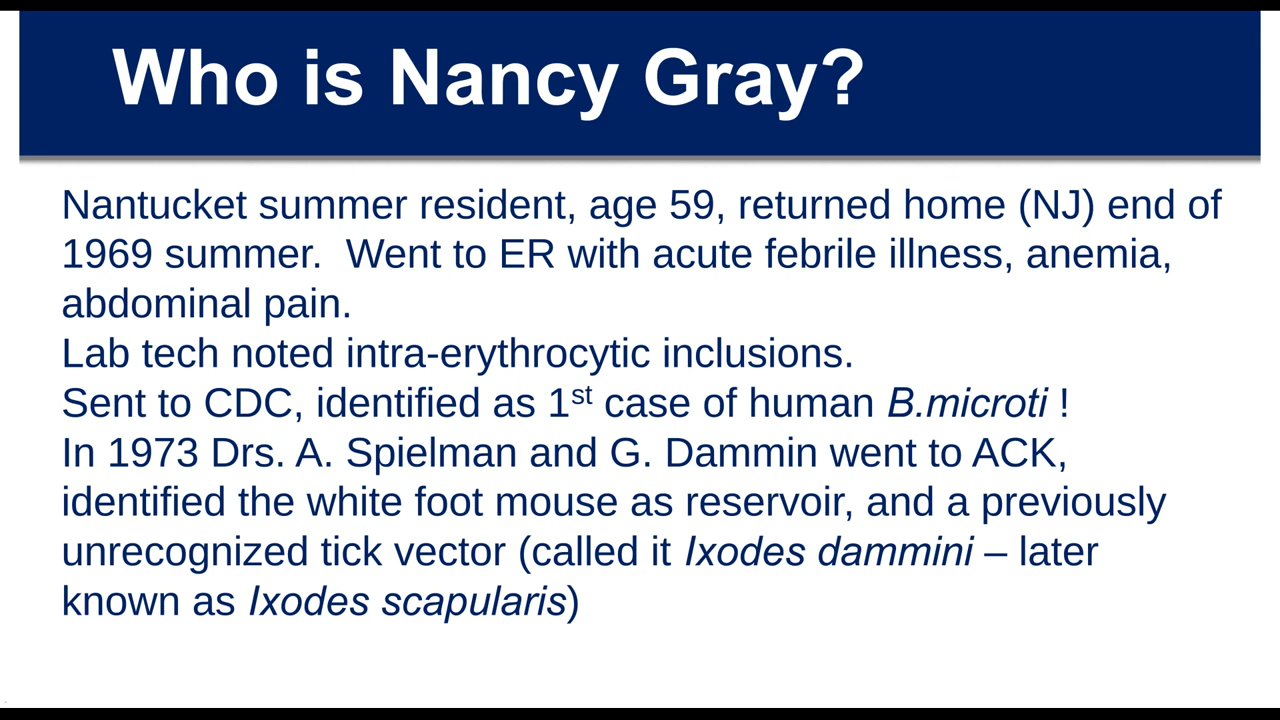 Who is Nancy Gray?
Nantucket summer resident, age 59, returned home (NJ) end of
1969 summer.  Went to ER with acute febrile illness, anemia,
abdominal pain.
Lab tech noted intra-erythrocytic inclusions.
Sent to CDC, identified as 1st case of human B.microti !
In 1973 Drs. A. Spielman and G. Dammin went to ACK,
identified the white foot mouse as reservoir, and a previously
unrecognized tick vector (called it Ixodes dammini – later
known as Ixodes scapularis)